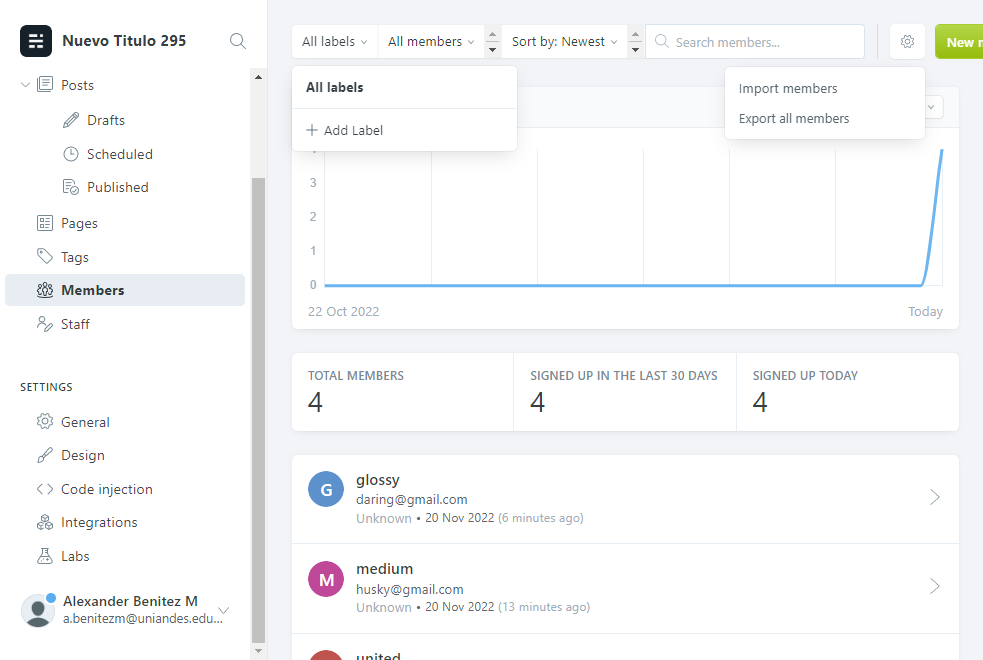 Nuevo Titulo 295
Posts
Drafts
Scheduled
Published
Pages
Tags
Members
Staff
SETTINGS
General
Design
Code injection
Integrations
Labs
Alexander Benitez M
a.benitezm@uniandes.edu...
All labels
All members
Sort by: Newest
Search members...
New m
All labels
+ Add Label
Import members
Export all members
3
2
1
0
22 Oct 2022
Today
TOTAL MEMBERS
4
SIGNED UP IN THE LAST 30 DAYS
4
SIGNED UP TODAY
4
G
glossy
daring@gmail.com
Unknown • 20 Nov 2022 (6 minutes ago)
M
medium
husky@gmail.com
Unknown • 20 Nov 2022 (13 minutes ago)
united